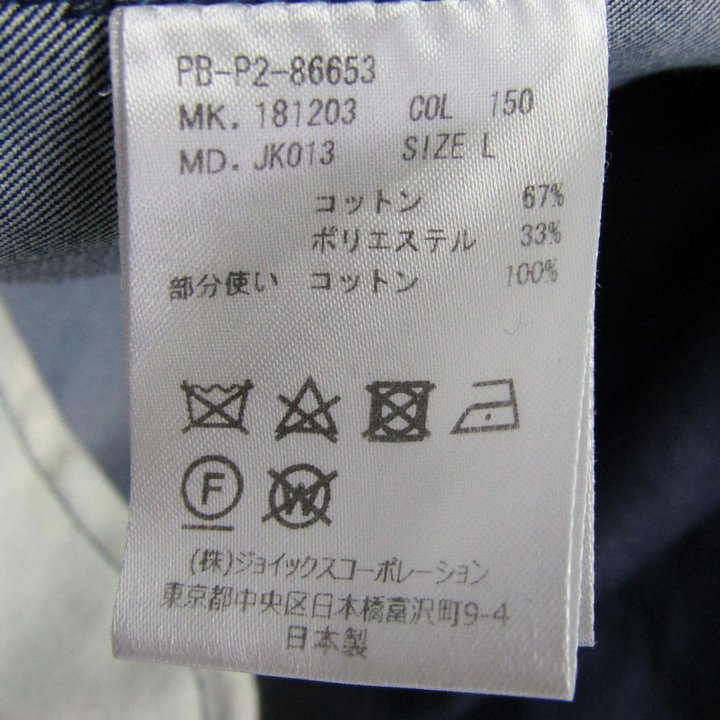 PB-P2-86653
MK. 181203 COL 150
MD. JK013 SIZE L
コットン 67%
ポリエステル 33%
部分使い コットン 100%
F W
(株)ジョイックスコーポレーション
東京都中央区日本橋富沢町9-4
日本製